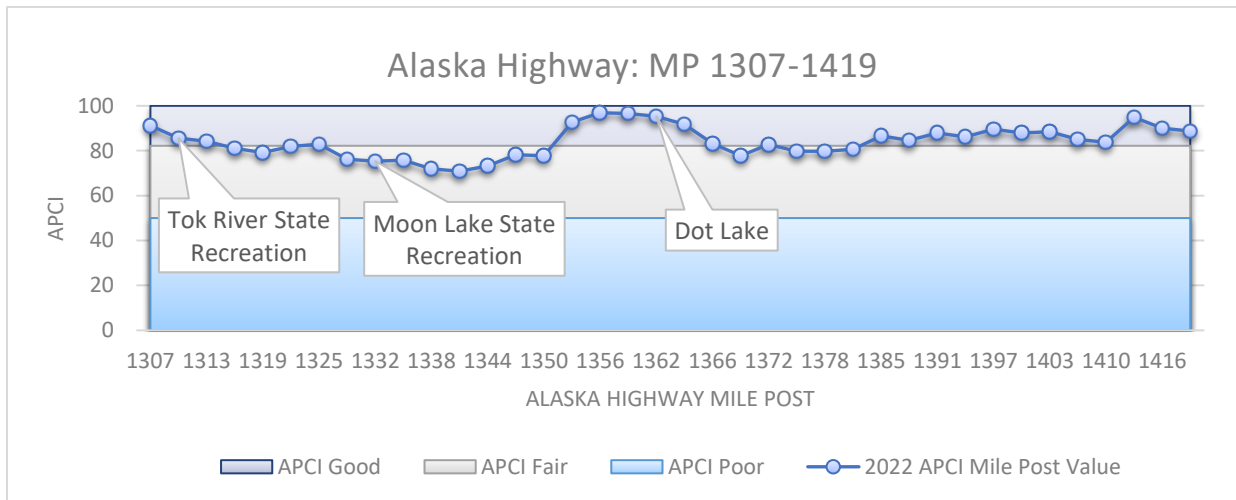 Alaska Highway: MP 1307-1419
100
80
60
40
20
0
APCI
Tok River State
Recreation
Moon Lake State
Recreation
Dot Lake
1307 1313 1319 1325 1332 1338 1344 1350 1356 1362 1366 1372 1378 1385 1391 1397 1403 1410 1416
ALASKA HIGHWAY MILE POST
APCI Good APCI Fair APCI Poor 2022 APCI Mile Post Value